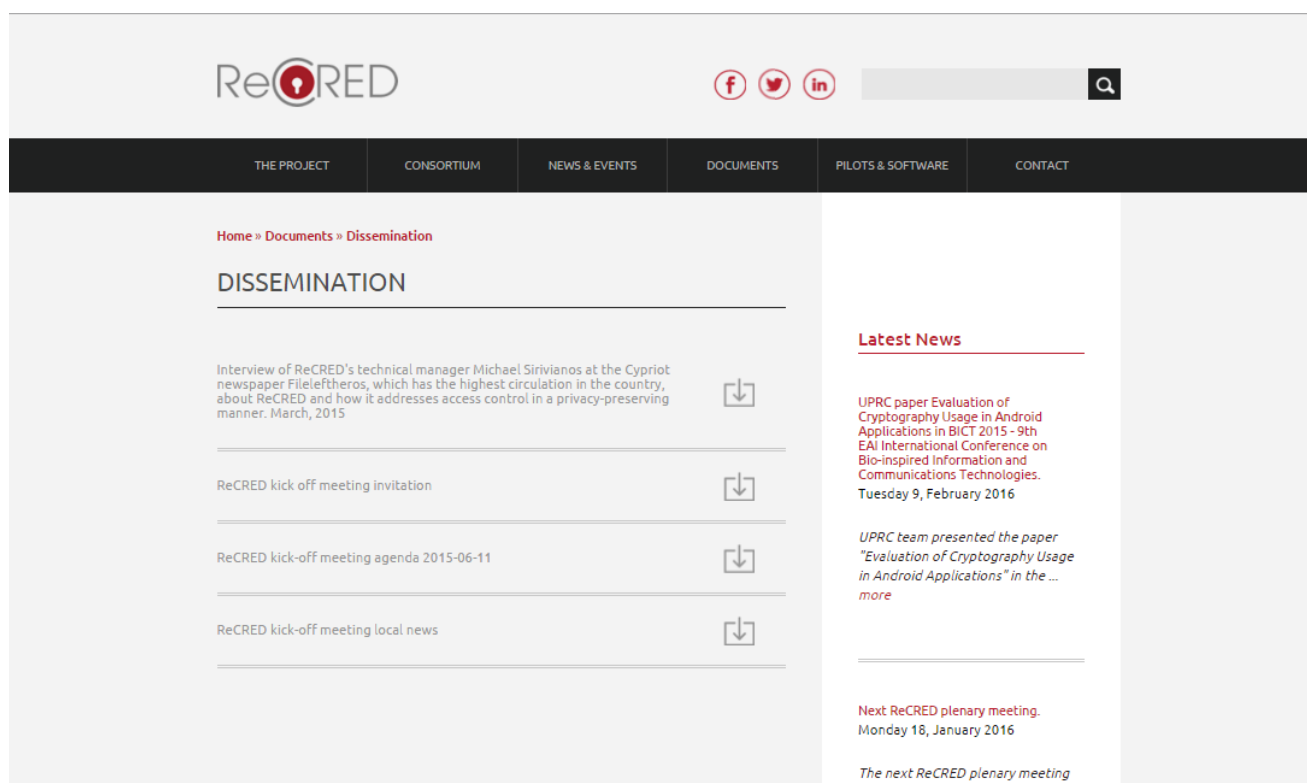 ReCRED
THE PROJECT
CONSORTIUM
NEWS & EVENTS
DOCUMENTS
PILOTS & SOFTWARE
CONTACT
Home » Documents » Dissemination
DISSEMINATION
Interview of ReCRED's technical manager Michael Sirivianos at the Cypriot
newspaper Fileleftheros, which has the highest circulation in the country,
about ReCRED and how it addresses access control in a privacy-preserving
manner. March, 2015
ReCRED kick off meeting invitation
ReCRED kick-off meeting agenda 2015-06-11
ReCRED kick-off meeting local news
Latest News
UPRC paper Evaluation of
Cryptography Usage in Android
Applications in BICT 2015 - 9th
EAI International Conference on
Bio-inspired Information and
Communications Technologies.
Tuesday 9, February 2016
UPRC team presented the paper
"Evaluation of Cryptography Usage
in Android Applications" in the ...
more
Next ReCRED plenary meeting.
Monday 18, January 2016
The next ReCRED plenary meeting